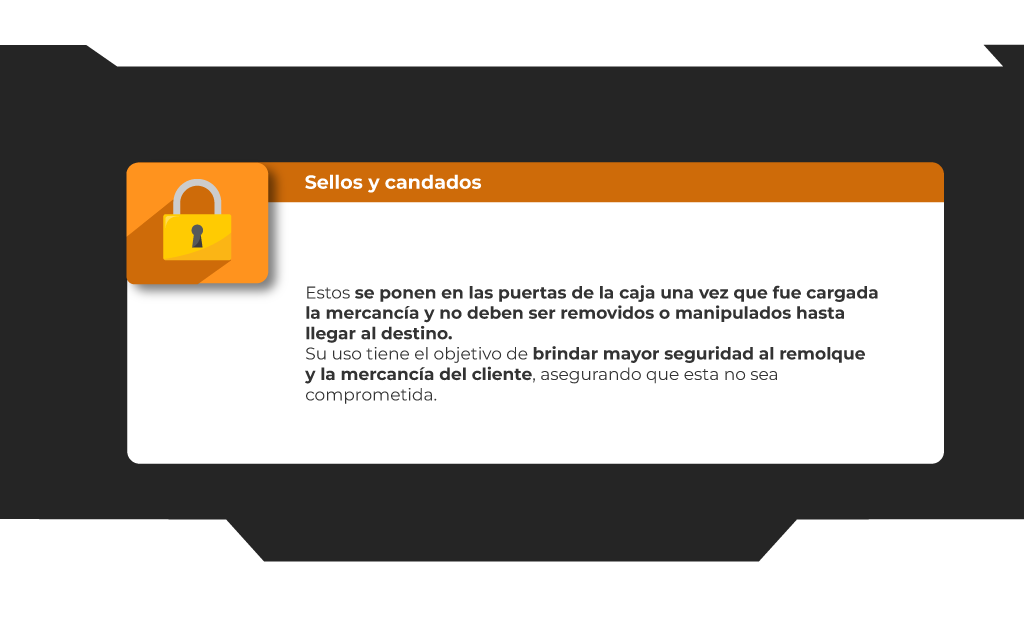 Sellos y candados
Estos se ponen en las puertas de la caja una vez que fue cargada
la mercancía y no deben ser removidos o manipulados hasta
llegar al destino.
Su uso tiene el objetivo de brindar mayor seguridad al remolque
y la mercancía del cliente, asegurando que esta no sea
comprometida.